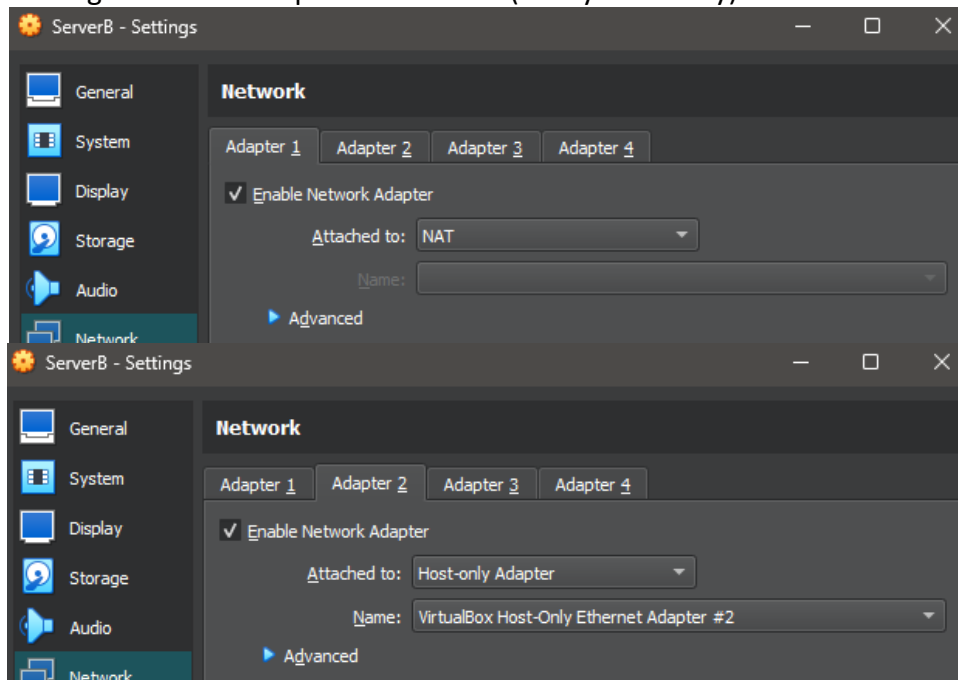 ServerB - Settings
General
Network
System
Adapter 1 Adapter 2 Adapter 3 Adapter 4
Display
Enable Network Adapter
Storage
Attached to: NAT
Audio
Name:
Advanced
Network
ServerB - Settings
General
Network
System
Adapter 1 Adapter 2 Adapter 3 Adapter 4
Display
Enable Network Adapter
Storage
Attached to: Host-only Adapter
Name: VirtualBox Host-Only Ethernet Adapter #2
Audio
Advanced
Network